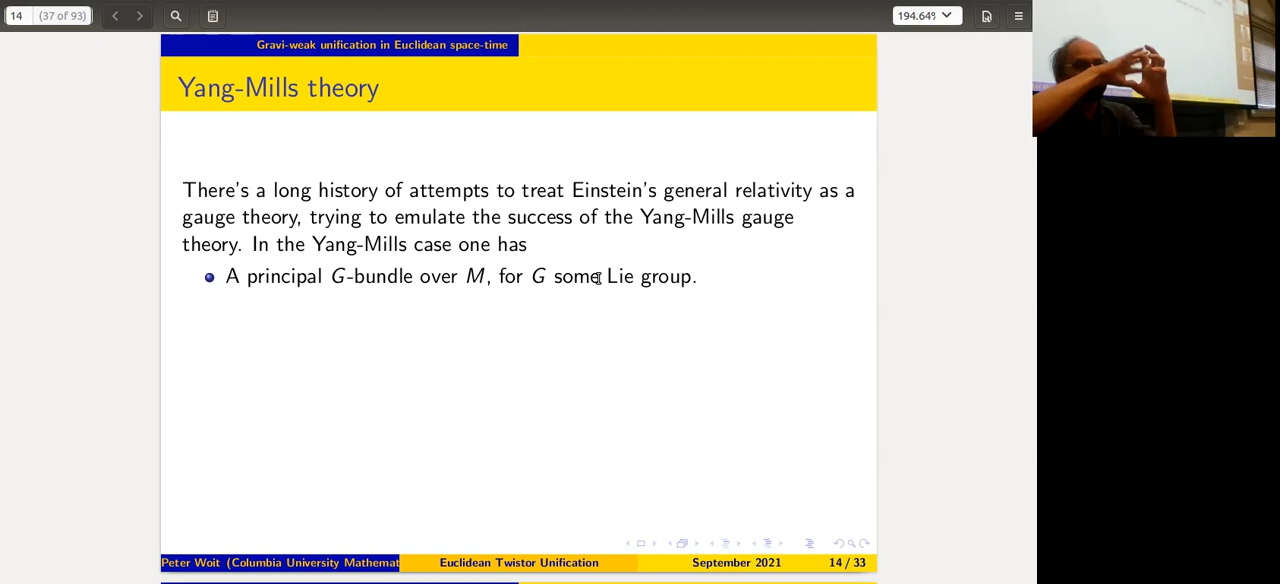 14 (37 of 93)
194.64%
Gravi-weak unification in Euclidean space-time
Yang-Mills theory
There's a long history of attempts to treat Einstein's general relativity as a
gauge theory, trying to emulate the success of the Yang-Mills gauge
theory. In the Yang-Mills case one has
A principal G-bundle over M, for G some Lie group.
Peter Woit (Columbia University Mathemat
Euclidean Twistor Unification
September 2021
14 / 33